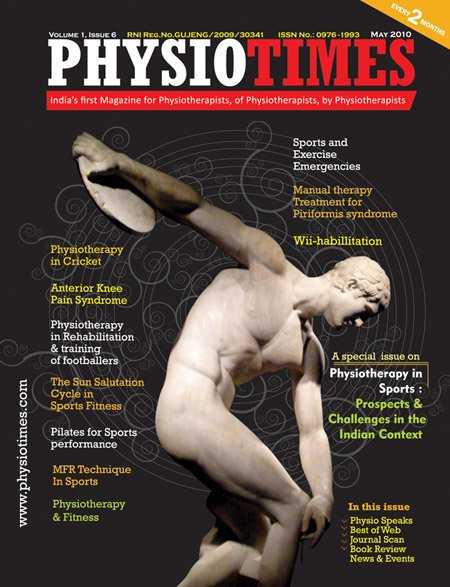 EVERY
2
MONTHS
VOLUME 1, ISSUE 6 RNI REG.NO.GUJENG/2009/30341 ISSN NO.: 0976-1993 MAY 2010
PHYSIOTIMES
India's first Magazine for Physiotherapists, of Physiotherapists, by Physiotherapists
Sports and
Exercise
Emergencies
Manual therapy
Treatment for
Piriformis syndrome
Wii-habillitation
Physiotherapy
in Cricket
Anterior Knee
Pain Syndrome
Physiotherapy
in Rehabilitation
& training
of footballers
The Sun Salutation
Cycle in
Sports Fitness
Pilates for Sports
performance
MFR Technique
In Sports
Physiotherapy
& Fitness
A special issue on
Physiotherapy in
Sports :
Prospects &
Challenges in the
Indian Context
www.physiotimes.com
In this issue
Physio Speaks
Best of Web
Journal Scan
Book Review
News & Events